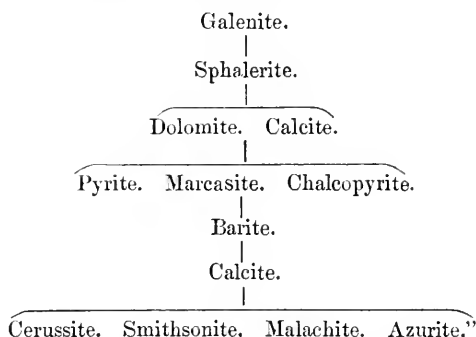 Galenite.
Sphalerite.
Dolomite. Calcite.
Pyrite. Marcasite. Chalcopyrite.
Barite.
Calcite.
Cerussite. Smithsonite. Malachite. Azurite.”